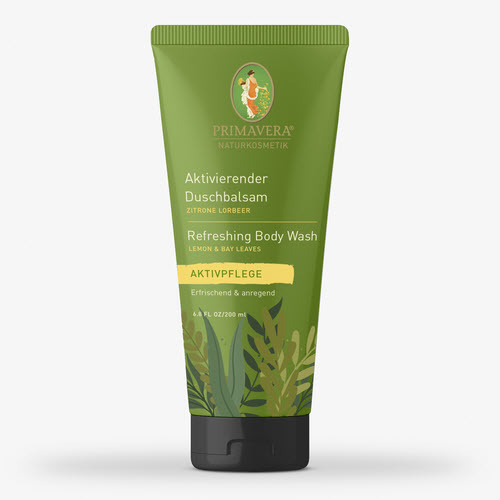 PRIMAVERA®
NATURKOSMETIK
Aktivierender
Duschbalsam
ZITRONE LORBEER
Refreshing Body Wash
LEMON & BAY LEAVES
AKTIVPFLEGE
Erfrischend & anregend
6.8 FL OZ/200 ml